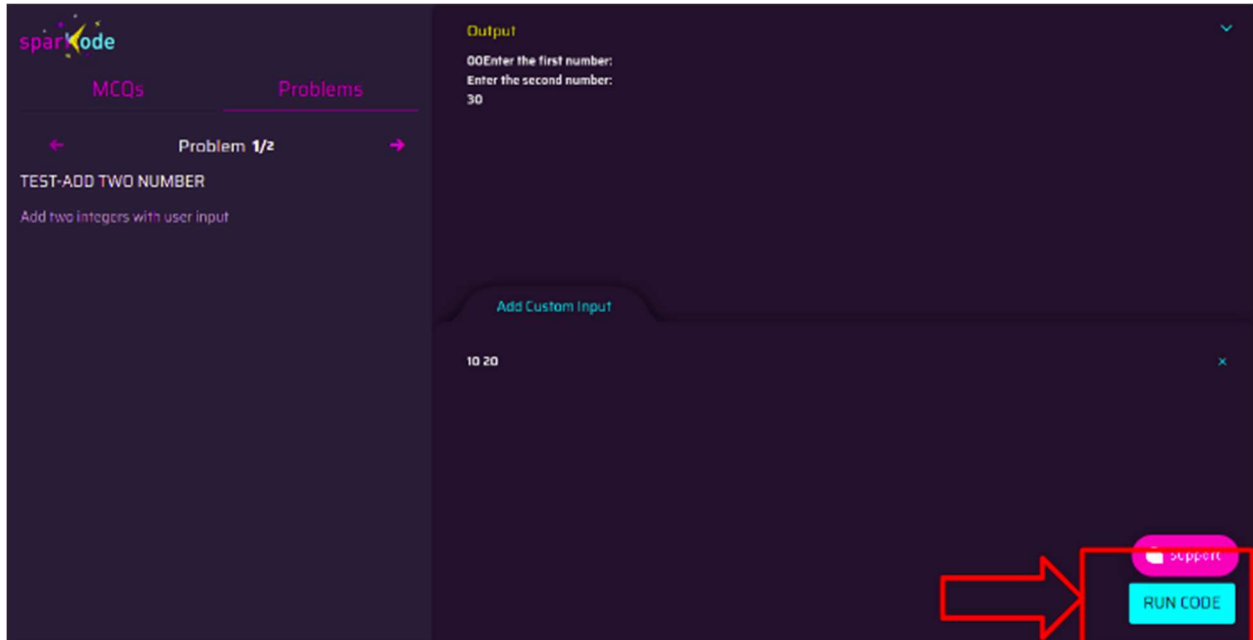 sparkode
MCQs
Problems
Problem 1/2
TEST-ADD TWO NUMBER
Add two integers with user input
Output
00Enter the first number:
Enter the second number:
30
Add Custom Input
10 20
Support
RUN CODE